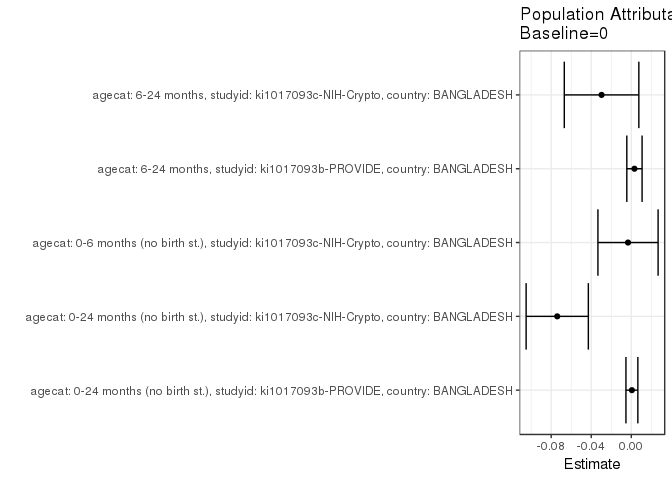 Population Attributa
Baseline=0
agecat: 6-24 months, studyid: ki1017093c-NIH-Crypto, country: BANGLADESH
agecat: 6-24 months, studyid: ki1017093b-PROVIDE, country: BANGLADESH
agecat: 0-6 months (no birth st.), studyid: ki1017093c-NIH-Crypto, country: BANGLADESH
agecat: 0-24 months (no birth st.), studyid: ki1017093c-NIH-Crypto, country: BANGLADESH
agecat: 0-24 months (no birth st.), studyid: ki1017093b-PROVIDE, country: BANGLADESH
-0.08 -0.04 0.00
Estimate